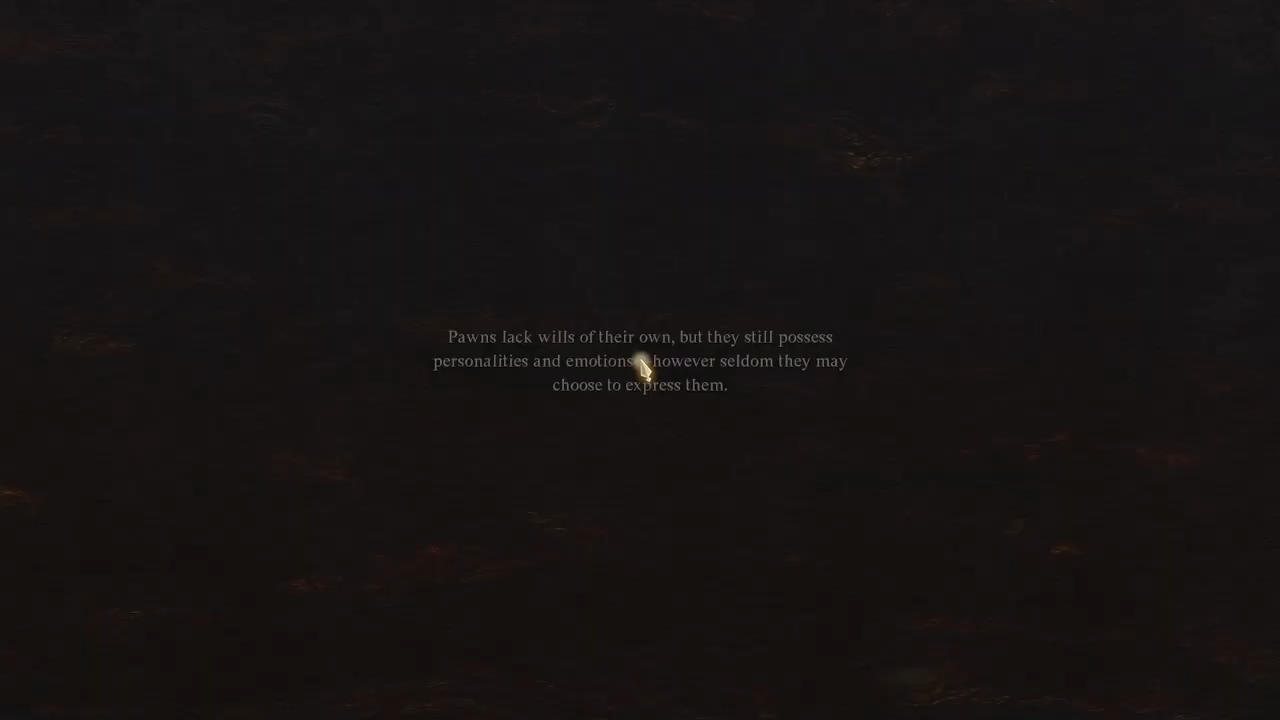 Pawns lack wills of their own, but they still possess
personalities and emotions however seldom they may
choose to express them.